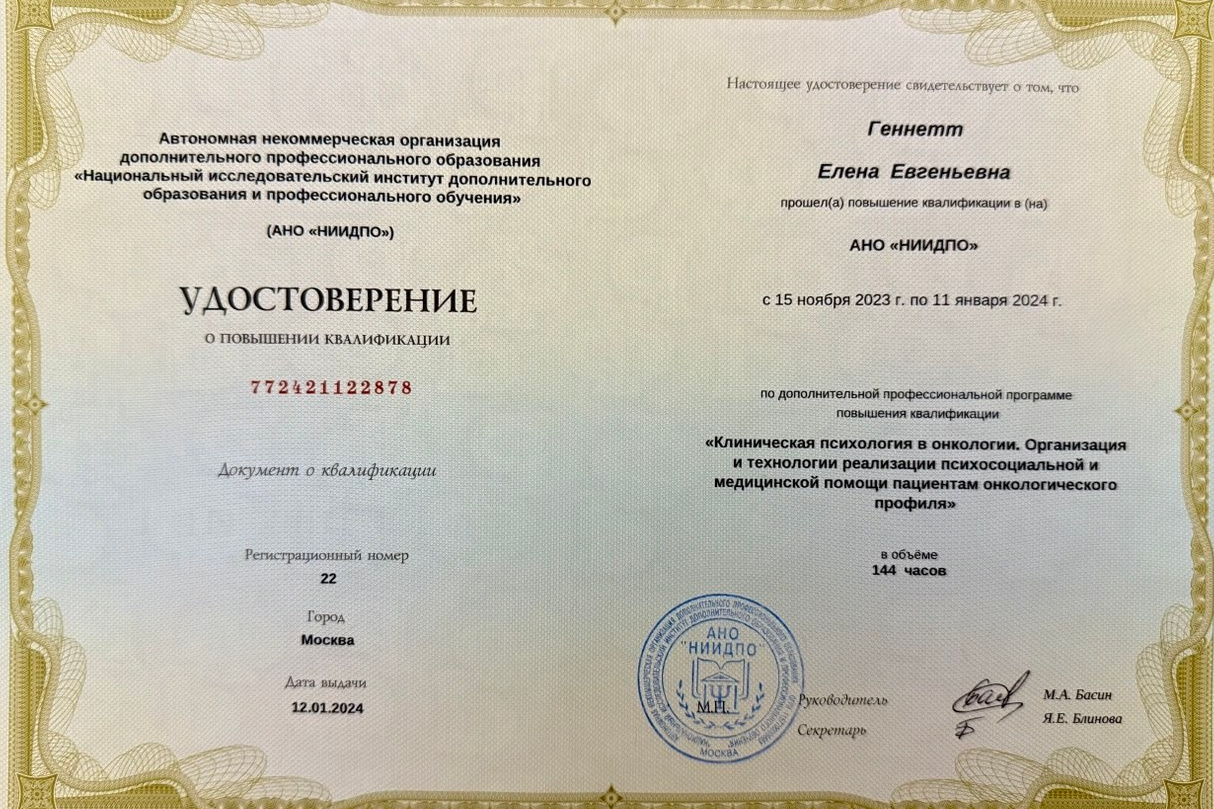 Автономная некоммерческая организация
дополнительного профессионального образования
«Национальный исследовательский институт дополнительного
образования и профессионального обучения»
(АНО «НИИДПО»)
УДОСТОВЕРЕНИЕ
О ПОВЫШЕНИИ КВАЛИФИКАЦИИ
772421122878
Документ о квалификации
Регистрационный номер
22
Город
Москва
Дата выдачи
12.01.2024
Настоящее удостоверение свидетельствует о том, что
Геннетт
Елена Евгеньевна
прошел(а) повышение квалификации в (на)
АНО «НИИДПО»
с 15 ноября 2023 г. по 11 января 2024 г.
по дополнительной профессиональной программе
повышения квалификации
«Клиническая психология в онкологии. Организация
и технологии реализации психосоциальной и
медицинской помощи пациентам онкологического
профиля»
в объёме
144 часов
АНО
"НИИДПО"
М.П.
МОСКВА
Руководитель
М.А. Басин
Секретарь
Я.Е. Блинова